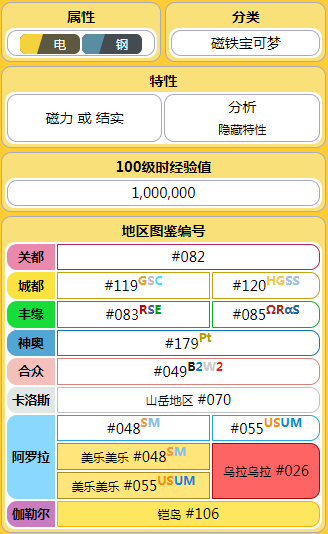 属性 分类
电 钢 磁铁宝可梦
特性
磁力 或 结实 分析
隐藏特性
100级时经验值
1,000,000
地区图鉴编号
关都 #082
城都 #119GSC #120HGSS
丰缘 #083RSE #085ΩRαS
神奥 #179Pt
合众 #049B2W2
卡洛斯 山岳地区 #070
阿罗拉 #048SM #055USUM
美乐美乐 #048SM 乌拉乌拉 #026
美乐美乐 #055USUM
伽勒尔 铠岛 #106